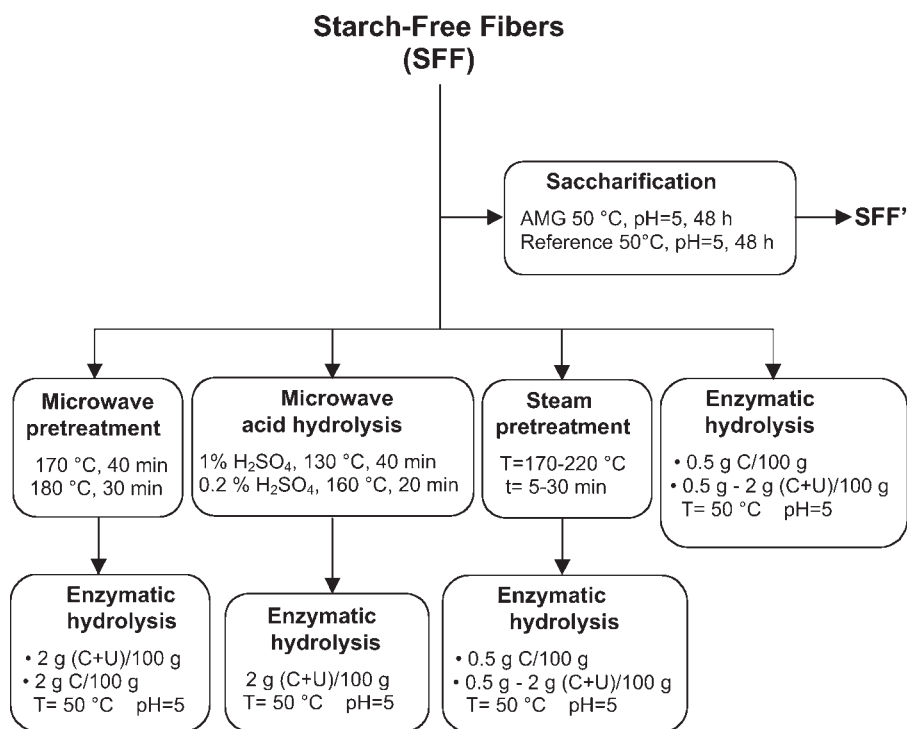 Starch-Free Fibers
(SFF)
Saccharification
AMG 50 °C, pH=5, 48 h
Reference 50°C, pH=5, 48 h
SFF'
Microwave
pretreatment
170 °C, 40 min
180 °C, 30 min
Microwave
acid hydrolysis
1% H₂SO₄, 130 °C, 40 min
0.2 % H₂SO₄, 160 °C, 20 min
Steam
pretreatment
T=170-220 °C
t= 5-30 min
Enzymatic
hydrolysis
• 0.5 g C/100 g
• 0.5 g - 2 g (C+U)/100 g
T= 50 °C pH=5
Enzymatic
hydrolysis
• 2 g (C+U)/100 g
• 2 g C/100 g
T= 50 °C pH=5
Enzymatic
hydrolysis
2 g (C+U)/100 g
T= 50 °C pH=5
Enzymatic
hydrolysis
• 0.5 g C/100 g
• 0.5 g - 2 g (C+U)/100 g
T= 50 °C pH=5